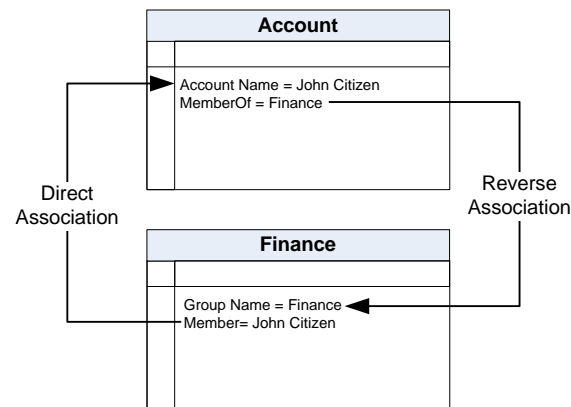 Account
Account Name = John Citizen
MemberOf = Finance
Direct
Association
Reverse
Association
Finance
Group Name = Finance
Member= John Citizen